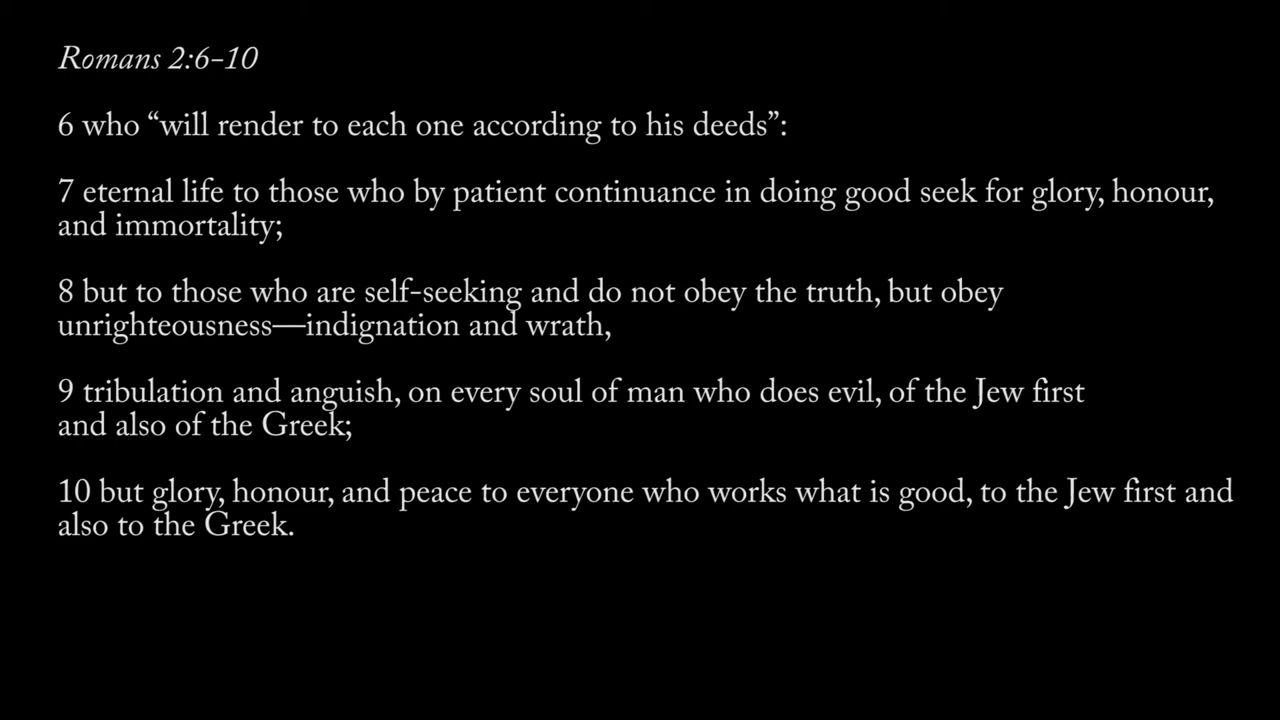 Romans 2:6-10
6 who “will render to each one according to his deeds”:
7 eternal life to those who by patient continuance in doing good seek for glory, honour,
and immortality;
8 but to those who are self-seeking and do not obey the truth, but obey
unrighteousness—indignation and wrath,
9 tribulation and anguish, on every soul of man who does evil, of the Jew first
and also of the Greek;
10 but glory, honour, and peace to everyone who works what is good, to the Jew first and
also to the Greek.